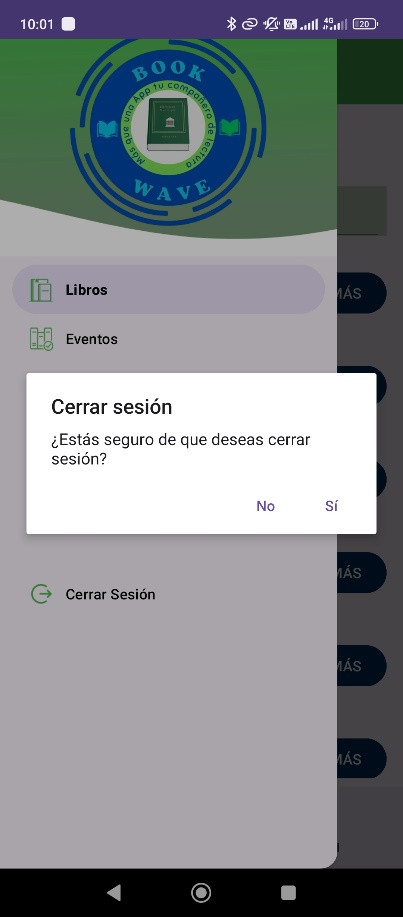 10:01
4G
20
BOOK
Más que una App tu compañero de lectura
WAVE
Libros
MÁS
Eventos
Cerrar sesión
¿Estás seguro de que deseas cerrar
sesión?
No
Sí
MÁS
Cerrar Sesión
MÁS
MÁS